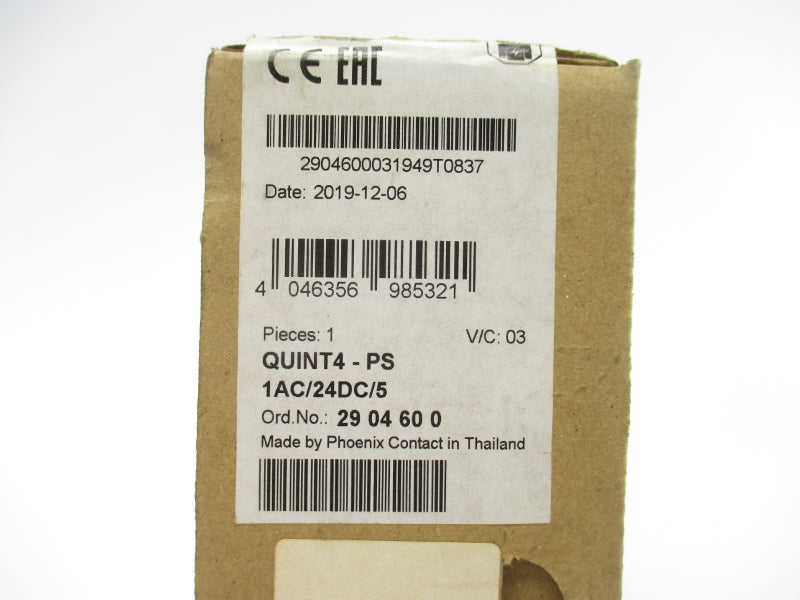 CE EAC
2904600031949T0837
Date: 2019-12-06
4 046356 985321
Pieces: 1 V/C: 03
QUINT4 - PS
1AC/24DC/5
Ord.No.: 29 04 60 0
Made by Phoenix Contact in Thailand